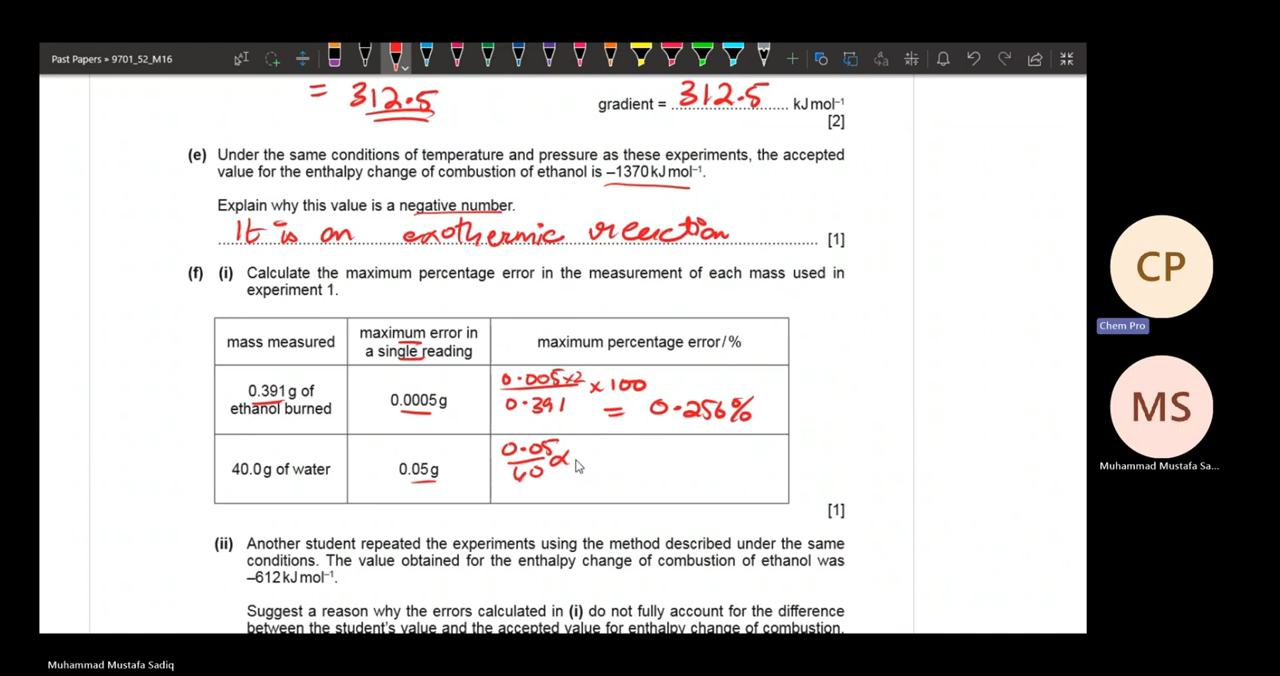 Past Papers » 9701_52_M16
= 312.5
gradient = 312.5 kJ mol⁻¹
[2]
(e) Under the same conditions of temperature and pressure as these experiments, the accepted
value for the enthalpy change of combustion of ethanol is –1370 kJ mol⁻¹.
Explain why this value is a negative number.
It is an exothermic reaction [1]
(f) (i) Calculate the maximum percentage error in the measurement of each mass used in
experiment 1.
mass measured
maximum error in
a single reading
maximum percentage error/%
0.391 g of
ethanol burned
0.0005 g
0.005×2
0.391
× 100
= 0.256%
40.0 g of water
0.05 g
0.05
40
[1]
(ii) Another student repeated the experiments using the method described under the same
conditions. The value obtained for the enthalpy change of combustion of ethanol was
–612 kJ mol⁻¹.
Suggest a reason why the errors calculated in (i) do not fully account for the difference
between the student's value and the accepted value for enthalpy change of combustion.
CP
Chem Pro
MS
Muhammad Mustafa Sa...
Muhammad Mustafa Sadiq